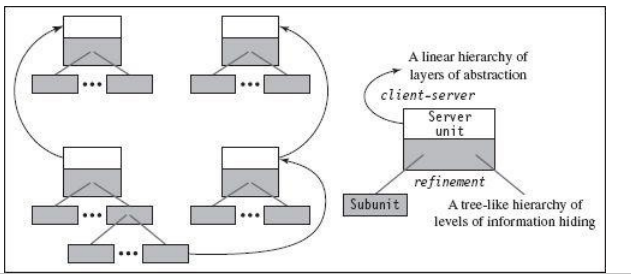 A linear hierarchy of
layers of abstraction
client-server
Server
unit
refinement
Subunit
A tree-like hierarchy of
levels of information hiding